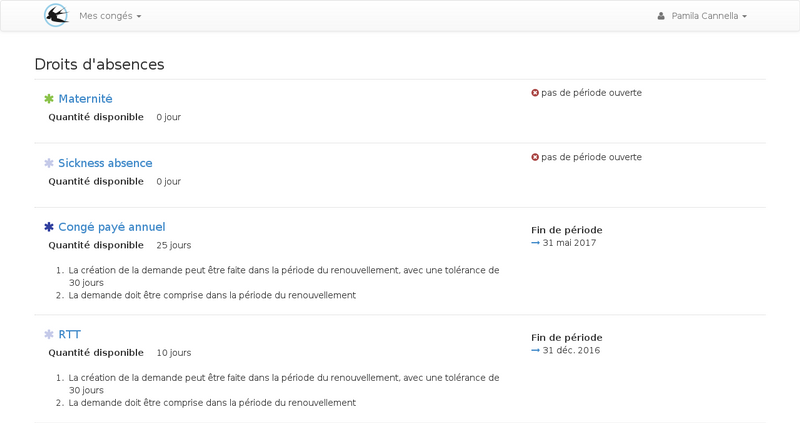 Mes congés
Pamila Cannella
Droits d'absences
Maternité
pas de période ouverte
Quantité disponible 0 jour
Sickness absence
pas de période ouverte
Quantité disponible 0 jour
Congé payé annuel
Fin de période
Quantité disponible 25 jours
31 mai 2017
1. La création de la demande peut être faite dans la période du renouvellement, avec une tolérance de
30 jours
2. La demande doit être comprise dans la période du renouvellement
RTT
Fin de période
Quantité disponible 10 jours
31 déc. 2016
1. La création de la demande peut être faite dans la période du renouvellement, avec une tolérance de
30 jours
2. La demande doit être comprise dans la période du renouvellement